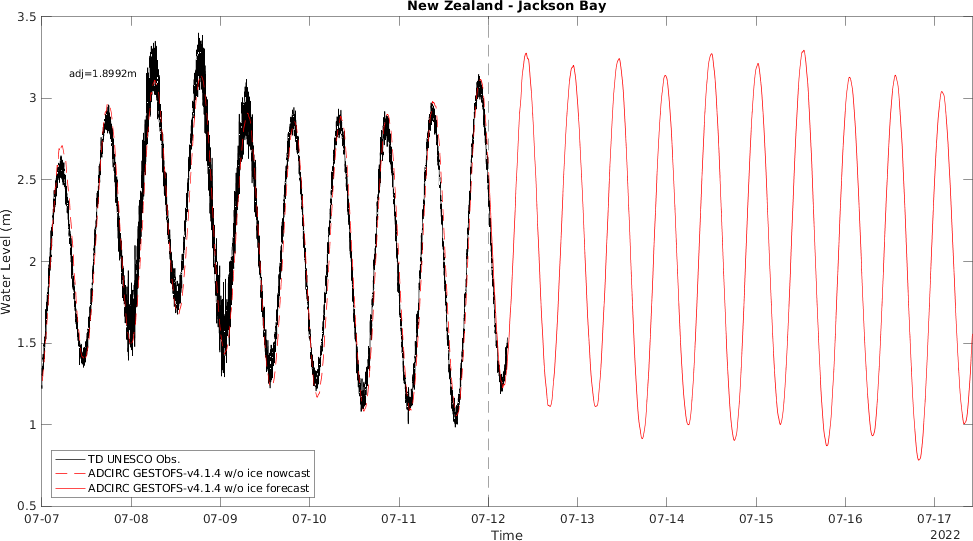 New Zealand - Jackson Bay
3.5
3
2.5
2
1.5
1
0.5
Water Level (m)
adj=1.8992m
TD UNESCO Obs.
ADCIRC GESTOFS-v4.1.4 w/o ice nowcast
ADCIRC GESTOFS-v4.1.4 w/o ice forecast
07-07 07-08 07-09 07-10 07-11 07-12 07-13 07-14 07-15 07-16 07-17
Time
2022